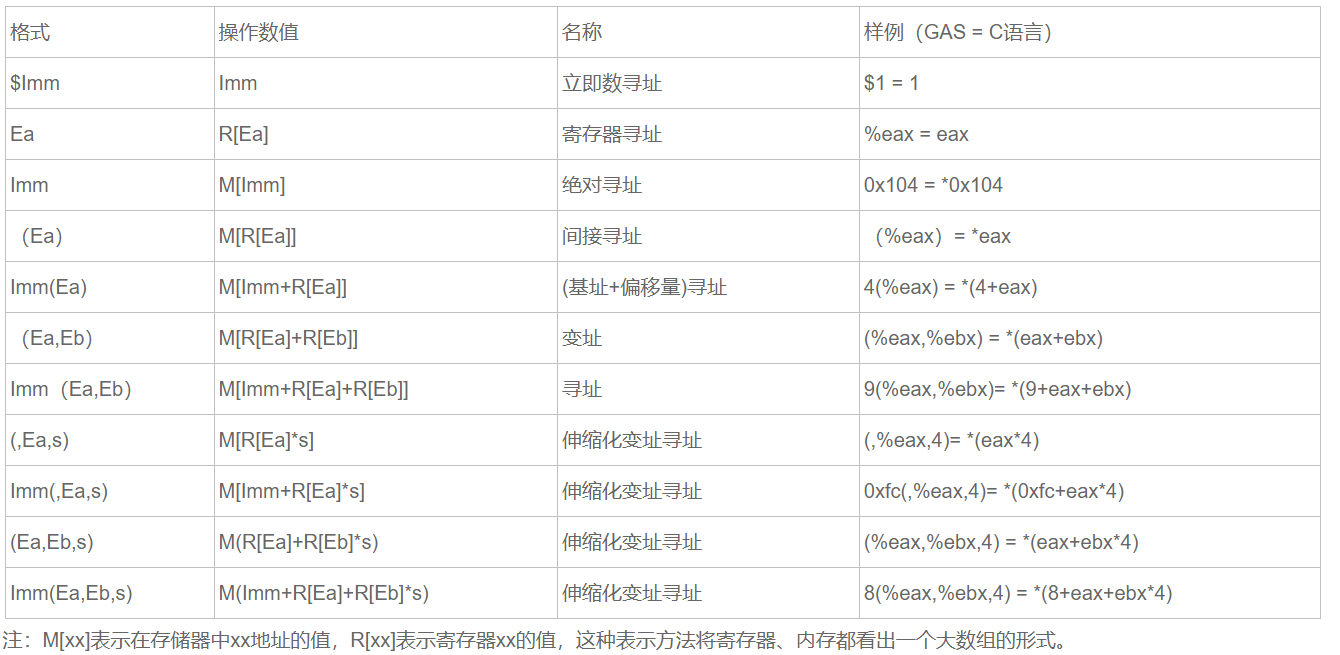 格式 操作数值 名称 样例（GAS = C语言）
$Imm Imm 立即数寻址 $1 = 1
Ea R[Ea] 寄存器寻址 %eax = eax
Imm M[Imm] 绝对寻址 0x104 = *0x104
（Ea） M[R[Ea]] 间接寻址 （%eax）= *eax
Imm(Ea) M[Imm+R[Ea]] (基址+偏移量)寻址 4(%eax) = *(4+eax)
（Ea,Eb） M[R[Ea]+R[Eb]] 变址 (%eax,%ebx) = *(eax+ebx)
Imm（Ea,Eb） M[Imm+R[Ea]+R[Eb]] 寻址 9(%eax,%ebx)= *(9+eax+ebx)
(,Ea,s) M[R[Ea]*s] 伸缩化变址寻址 (,%eax,4)= *(eax*4)
Imm(,Ea,s) M[Imm+R[Ea]*s] 伸缩化变址寻址 0xfc(,%eax,4)= *(0xfc+eax*4)
(Ea,Eb,s) M(R[Ea]+R[Eb]*s) 伸缩化变址寻址 (%eax,%ebx,4) = *(eax+ebx*4)
Imm(Ea,Eb,s) M(Imm+R[Ea]+R[Eb]*s) 伸缩化变址寻址 8(%eax,%ebx,4) = *(8+eax+ebx*4)
注：M[xx]表示在存储器中xx地址的值，R[xx]表示寄存器xx的值，这种表示方法将寄存器、内存都看出一个大数组的形式。